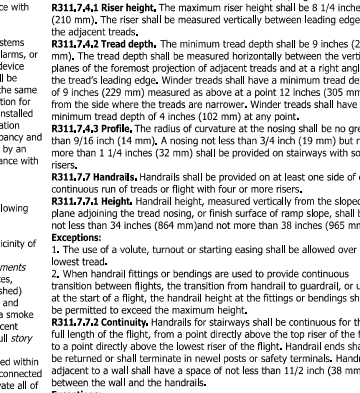 ce with
stems
larms, or
device
ll be
the same
tion for
nstalled
ation
pancy and
by an
ance with
lowing
icinity of
ments
ces,
shed)
and
a smoke
cent
ull story
ed within
connected
vate all of
R311.7.4.1 Riser height. The maximum riser height shall be 8 1/4 inche
(210 mm). The riser shall be measured vertically between leading edge
the adjacent treads.
R311.7.4.2 Tread depth. The minimum tread depth shall be 9 inches (2
mm). The tread depth shall be measured horizontally between the verti
planes of the foremost projection of adjacent treads and at a right angl
the tread's leading edge. Winder treads shall have a minimum tread de
of 9 inches (229 mm) measured as above at a point 12 inches (305 mm
from the side where the treads are narrower. Winder treads shall have
minimum tread depth of 4 inches (102 mm) at any point.
R311.7.4.3 Profile. The radius of curvature at the nosing shall be no gre
than 9/16 inch (14 mm). A nosing not less than 3/4 inch (19 mm) but n
more than 1 1/4 inches (32 mm) shall be provided on stairways with so
risers.
R311.7.7 Handrails. Handrails shall be provided on at least one side of e
continuous run of treads or flight with four or more risers.
R311.7.7.1 Height. Handrail height, measured vertically from the sloped
plane adjoining the tread nosing, or finish surface of ramp slope, shall b
not less than 34 inches (864 mm)and not more than 38 inches (965 mm
Exceptions:
1. The use of a volute, turnout or starting easing shall be allowed over
lowest tread.
2. When handrail fittings or bendings are used to provide continuous
transition between flights, the transition from handrail to guardrail, or u
at the start of a flight, the handrail height at the fittings or bendings sh
be permitted to exceed the maximum height.
R311.7.7.2 Continuity. Handrails for stairways shall be continuous for th
full length of the flight, from a point directly above the top riser of the f
to a point directly above the lowest riser of the flight. Handrail ends sha
be returned or shall terminate in newel posts or safety terminals. Handr
adjacent to a wall shall have a space of not less than 11/2 inch (38 mm
between the wall and the handrails.